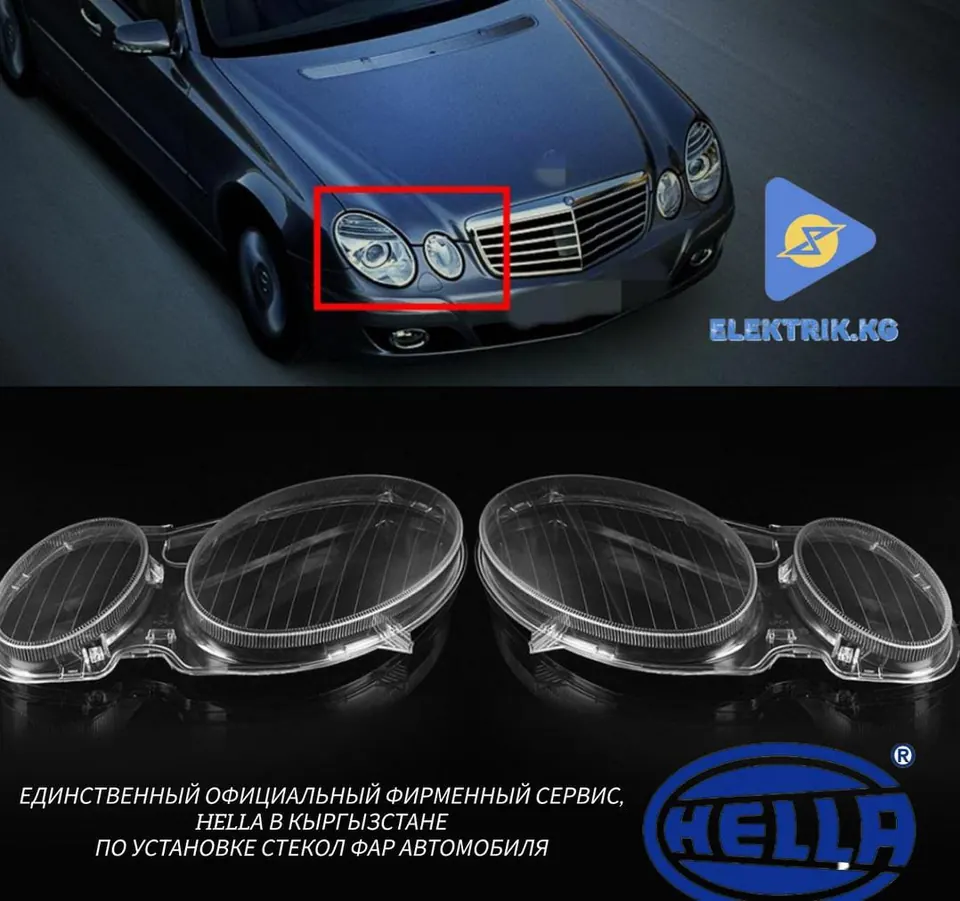 ELEKTRIK.KG
ЕДИНСТВЕННЫЙ ОФИЦИАЛЬНЫЙ ФИРМЕННЫЙ СЕРВИС,
HELLA В КЫРГЫЗСТАНЕ
ПО УСТАНОВКЕ СТЕКОЛ ФАР АВТОМОБИЛЯ
HELLA ®